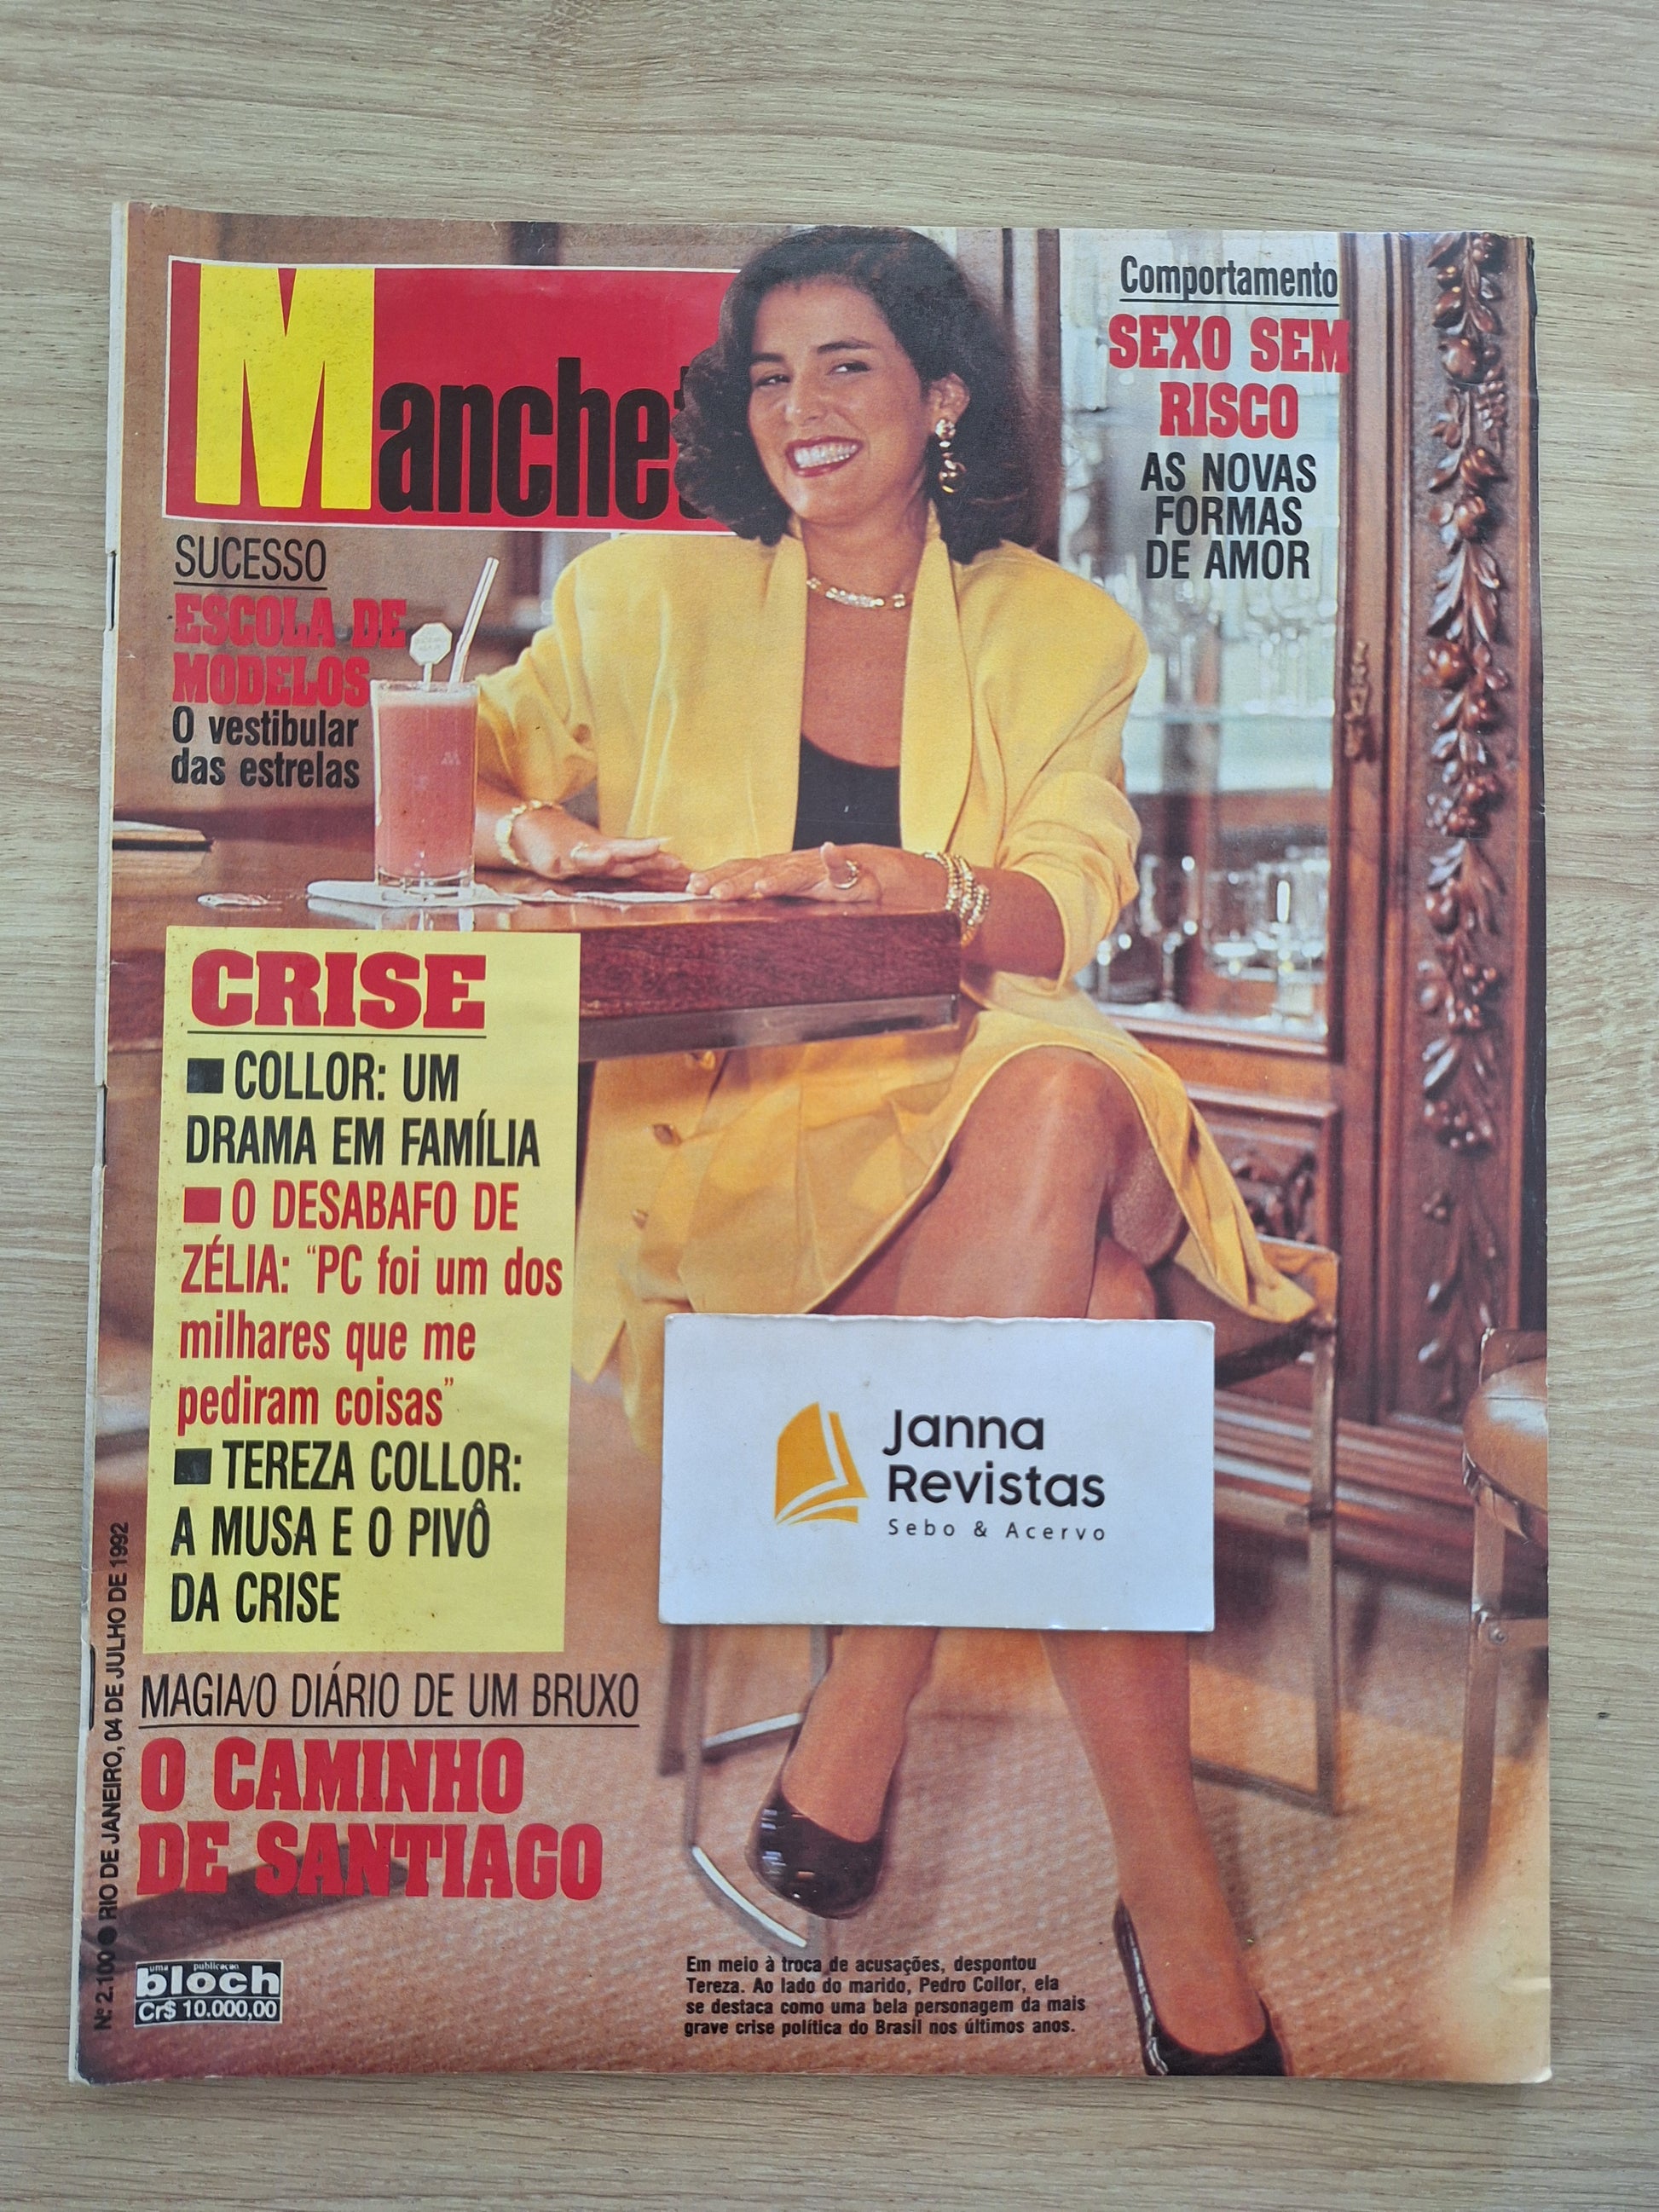 Manchet
Comportamento
SEXO SEM
RISCO
AS NOVAS
FORMAS
DE AMOR
SUCESSO
ESCOLA DE
MODELOS
O vestibular
das estrelas
CRISE
■ COLLOR: UM
DRAMA EM FAMÍLIA
■ O DESABAFO DE
ZÉLIA: "PC foi um dos
milhares que me
pediram coisas"
■ TEREZA COLLOR:
A MUSA E O PIVÔ
DA CRISE
Janna
Revistas
Sebo & Acervo
MAGIA/O DIÁRIO DE UM BRUXO
O CAMINHO
DE SANTIAGO
Nº 2.100 ● RIO DE JANEIRO, 04 DE JULHO DE 1992
uma publicação
bloch
Cr$ 10.000,00
Em meio à troca de acusações, despontou
Tereza. Ao lado do marido, Pedro Collor, ela
se destaca como uma bela personagem da mais
grave crise política do Brasil nos últimos anos.